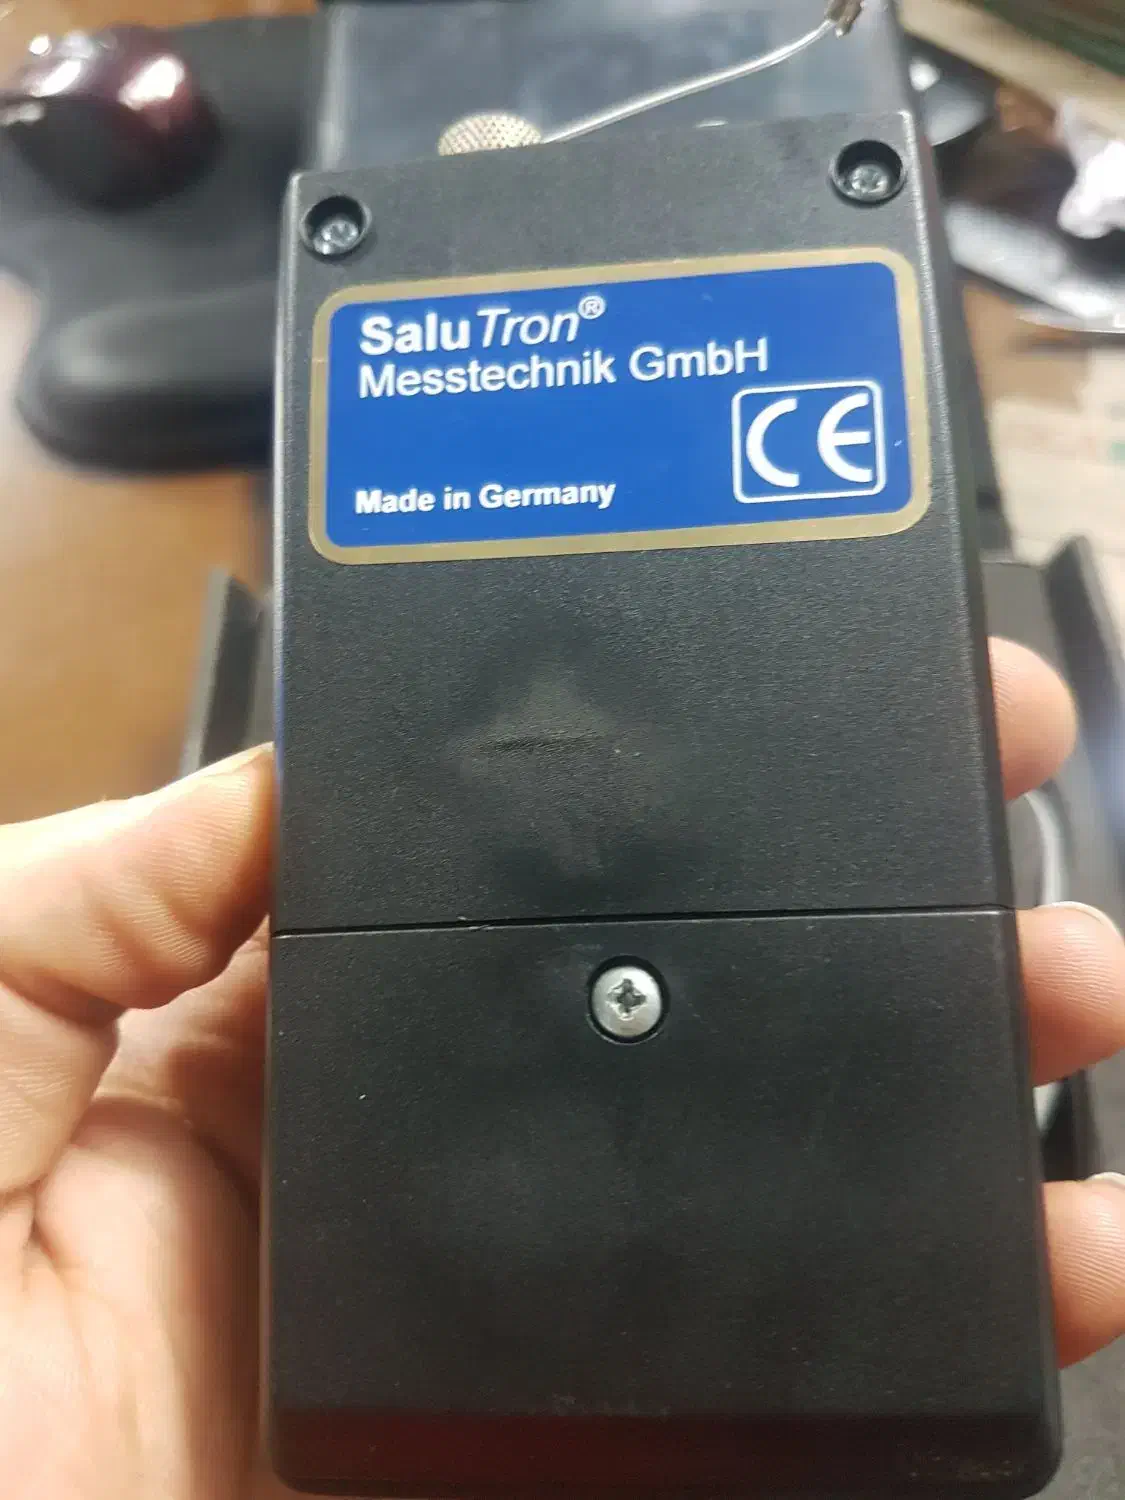 SaluTron®
Messtechnik GmbH
CE
Made in Germany